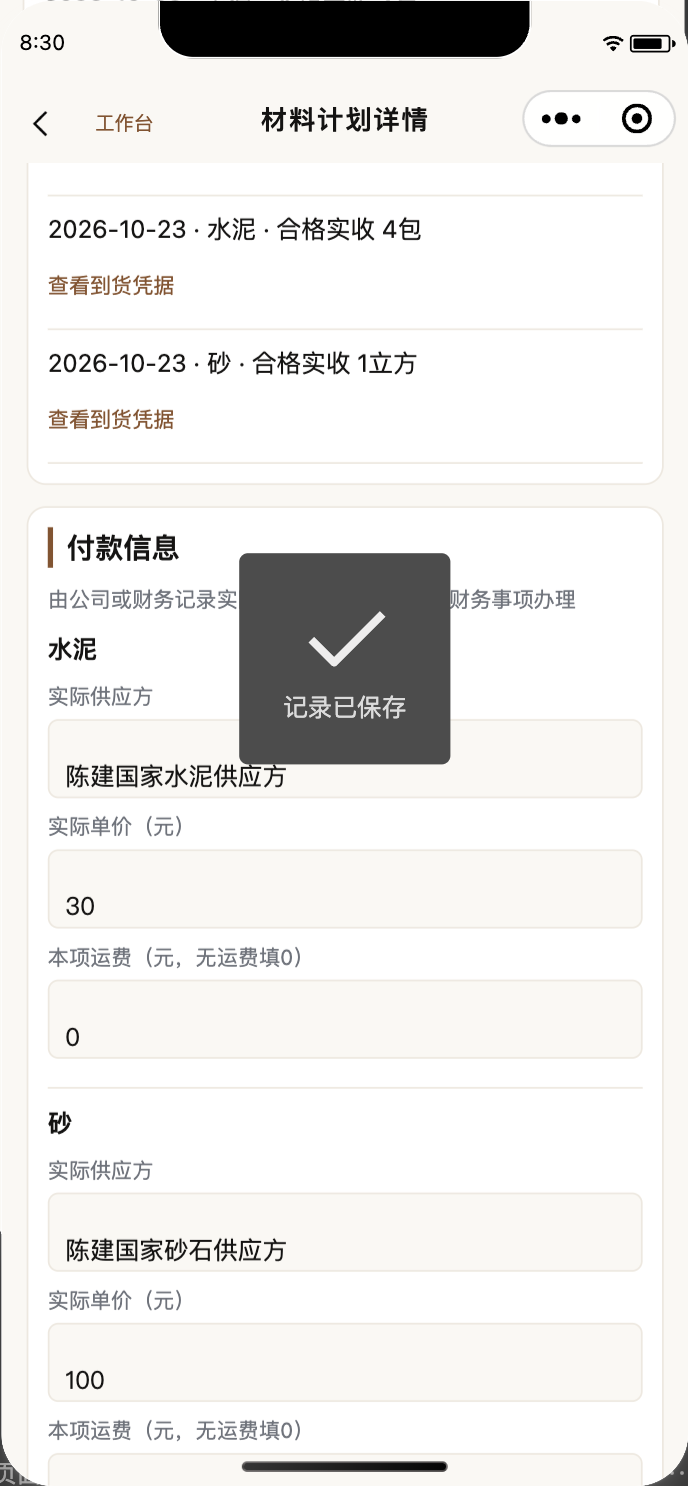 8:30
工作台
材料计划详情
2026-10-23 · 水泥 · 合格实收 4包
查看到货凭据
2026-10-23 · 砂 · 合格实收 1立方
查看到货凭据
付款信息
由公司或财务记录实
财务事项办理
水泥
记录已保存
实际供应方
陈建国家水泥供应方
实际单价（元）
30
本项运费（元，无运费填0）
0
砂
实际供应方
陈建国家砂石供应方
实际单价（元）
100
本项运费（元，无运费填0）